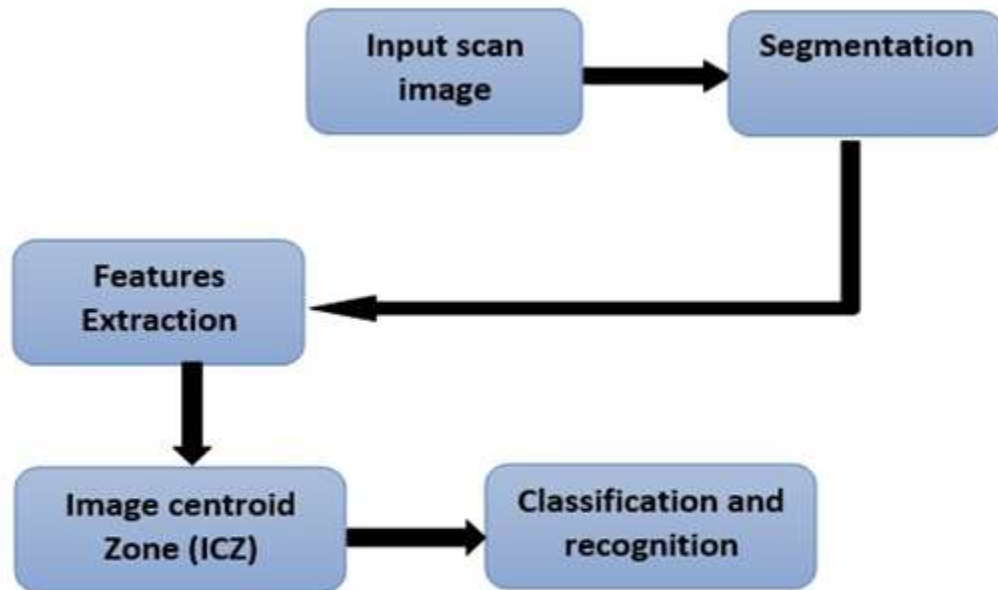 Input scan
image
Segmentation
Features
Extraction
Image centroid
Zone (ICZ)
Classification and
recognition